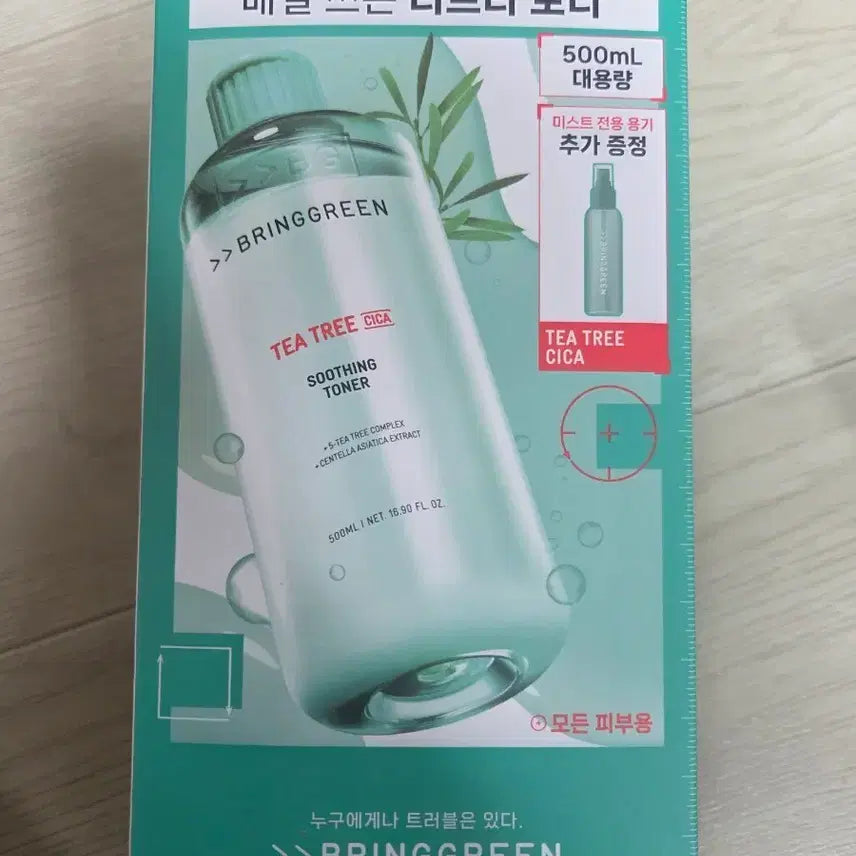 500mL
대용량
미스트 전용 용기
추가 증정
>>BRINGGREEN
TEA TREE
CICA
>>BRINGGREEN
TEA TREE CICA
SOOTHING
TONER
+ 5-TEA TREE COMPLEX
+ CENTELLA ASIATICA EXTRACT
500ML | NET. 16.90 FL. OZ.
모든 피부용
누구에게나 트러블은 있다.
>>BRINGGREEN